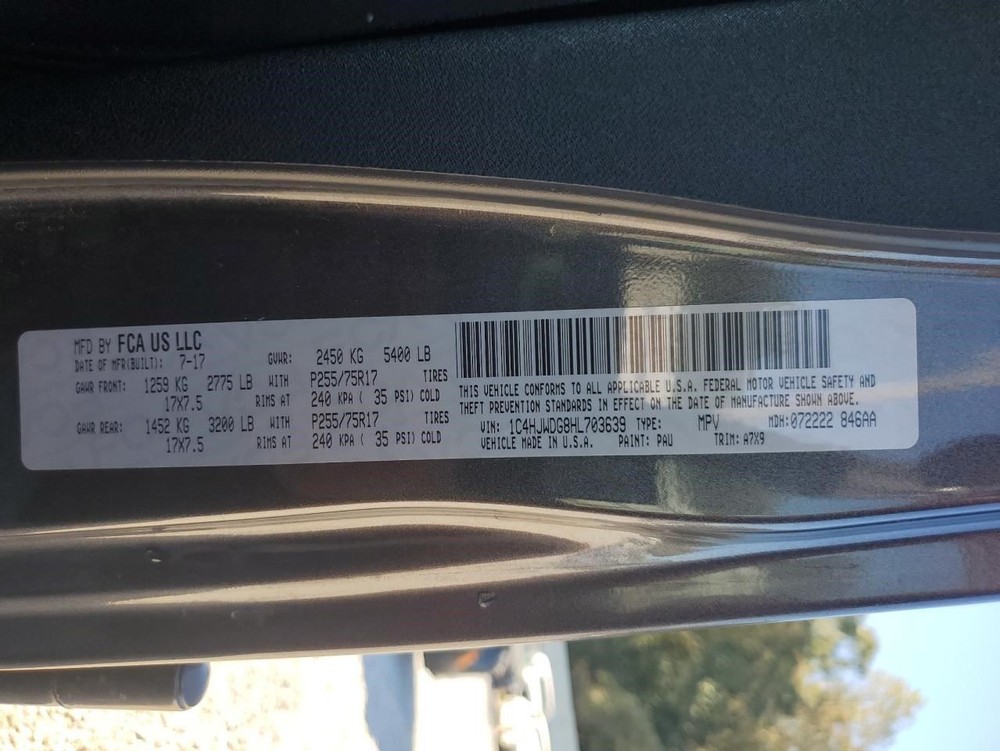 MFD BY FCA US LLC
DATE OF MFR(BUILT): 7-17 GVWR: 2450 KG 5400 LB
GAWR FRONT: 1259 KG 2775 LB WITH P255/75R17 TIRES
17X7.5 RIMS AT 240 KPA ( 35 PSI) COLD
GAWR REAR: 1452 KG 3200 LB WITH P255/75R17 TIRES
17X7.5 RIMS AT 240 KPA ( 35 PSI) COLD
THIS VEHICLE CONFORMS TO ALL APPLICABLE U.S.A. FEDERAL MOTOR VEHICLE SAFETY AND
THEFT PREVENTION STANDARDS IN EFFECT ON THE DATE OF MANUFACTURE SHOWN ABOVE.
VIN: 1C4HJWDG8HL703639 TYPE: MPV MDH:072222 846AA
VEHICLE MADE IN U.S.A. PAINT: PAU TRIM: A7X9